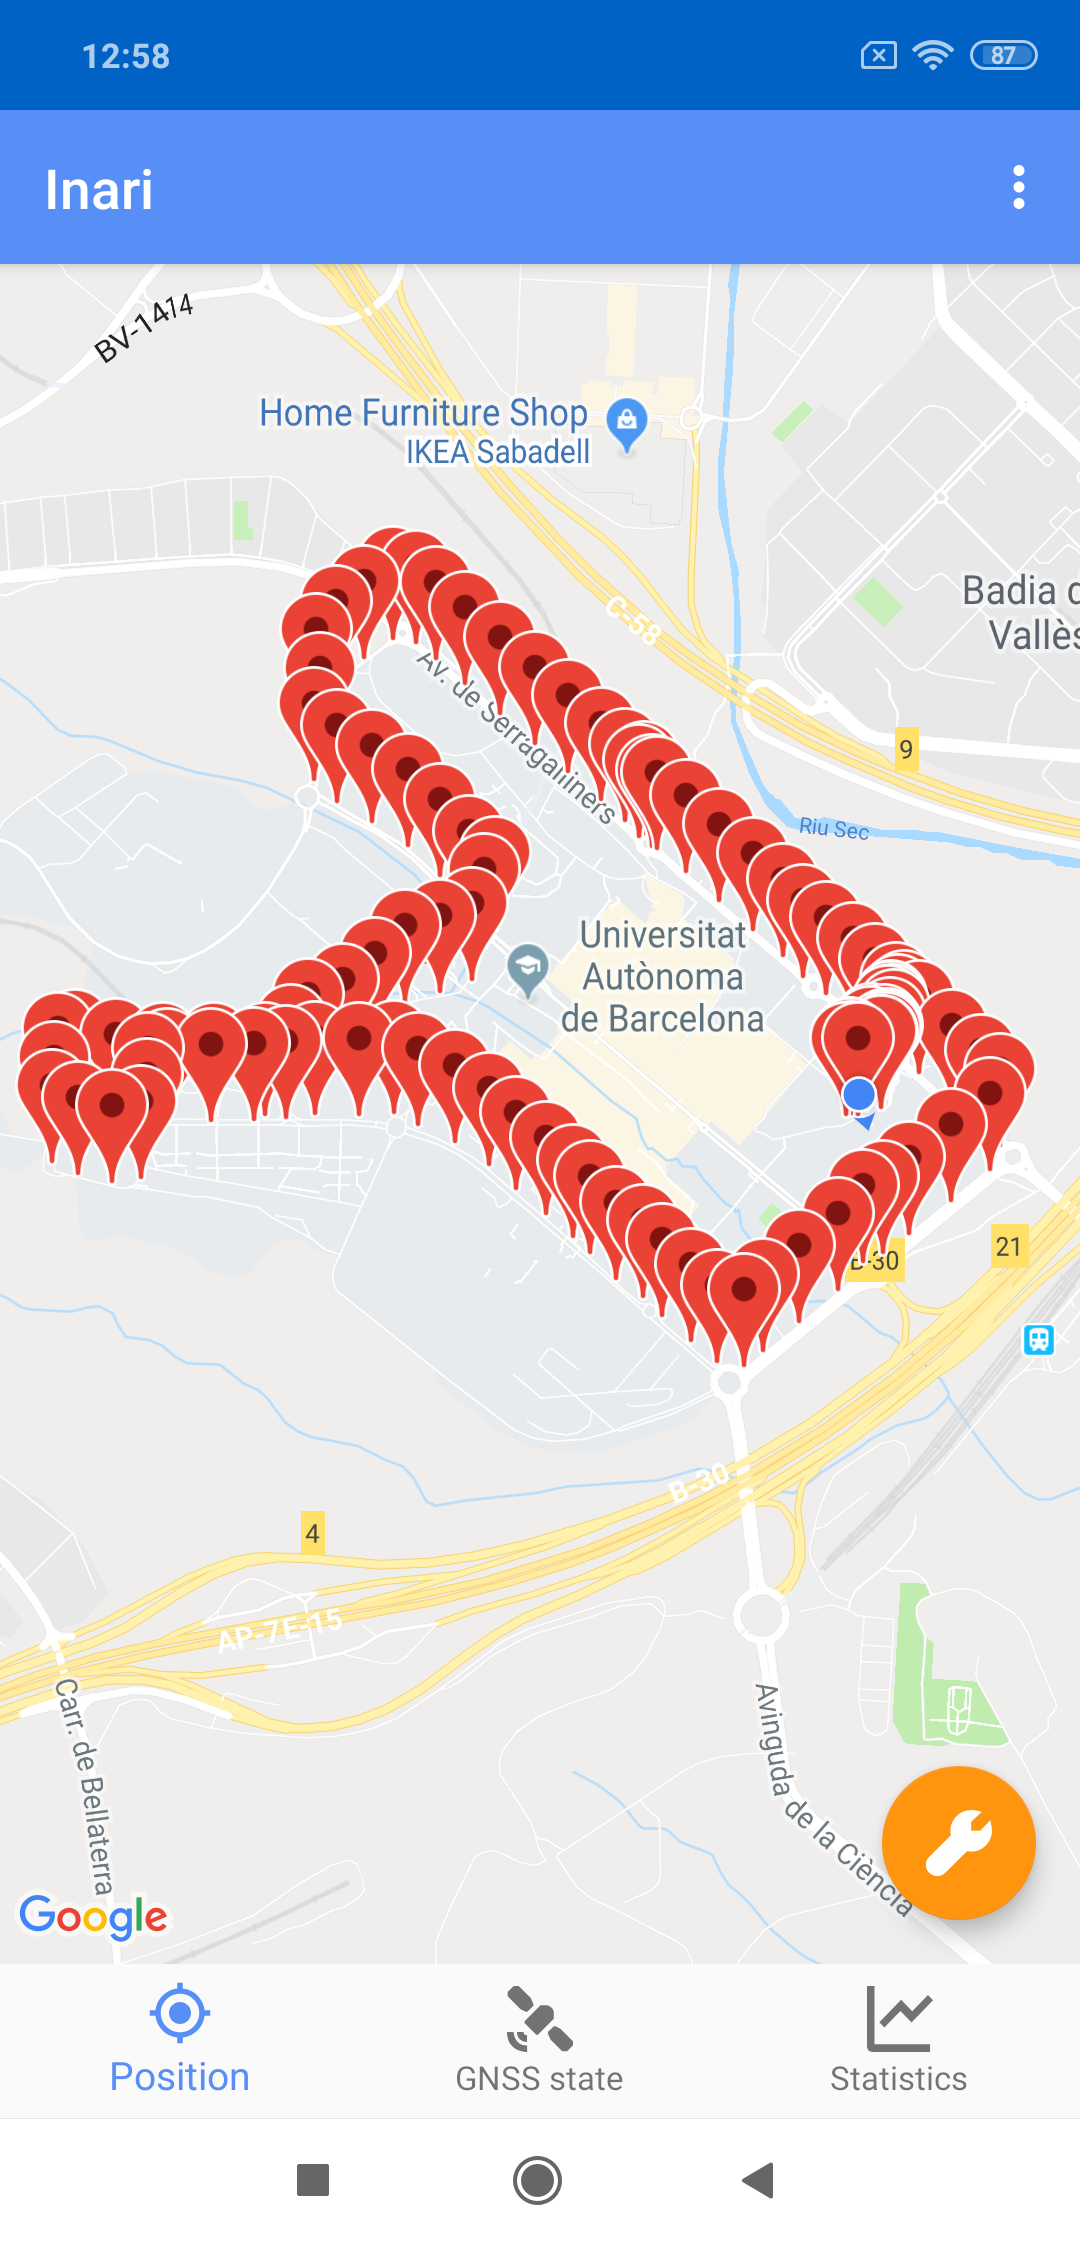 12:58
87
Inari
BV-1414
Home Furniture Shop
IKEA Sabadell
C-58
Badia d
Vallès
Av. de Serragalliners
9
Riu Sec
Universitat
Autònoma
de Barcelona
B-30
21
B-30
4
AP-7E-15
Carr. de Bellaterra
Avinguda de la Ciència
Google
Position
GNSS state
Statistics